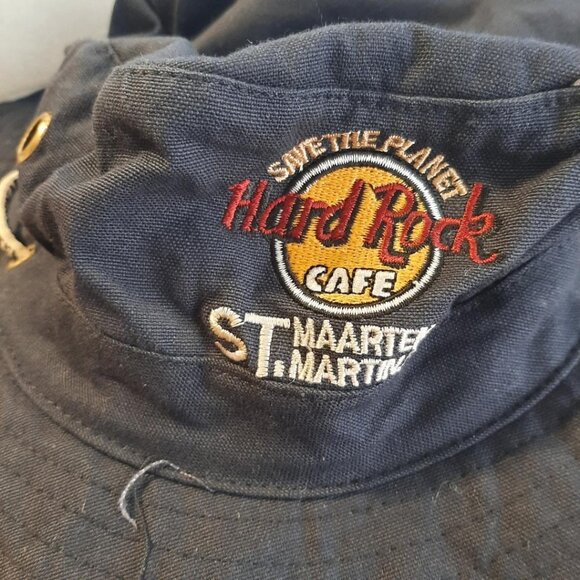 SAVE THE PLANET
Hard Rock
CAFE
ST. MAARTEN
MARTIN